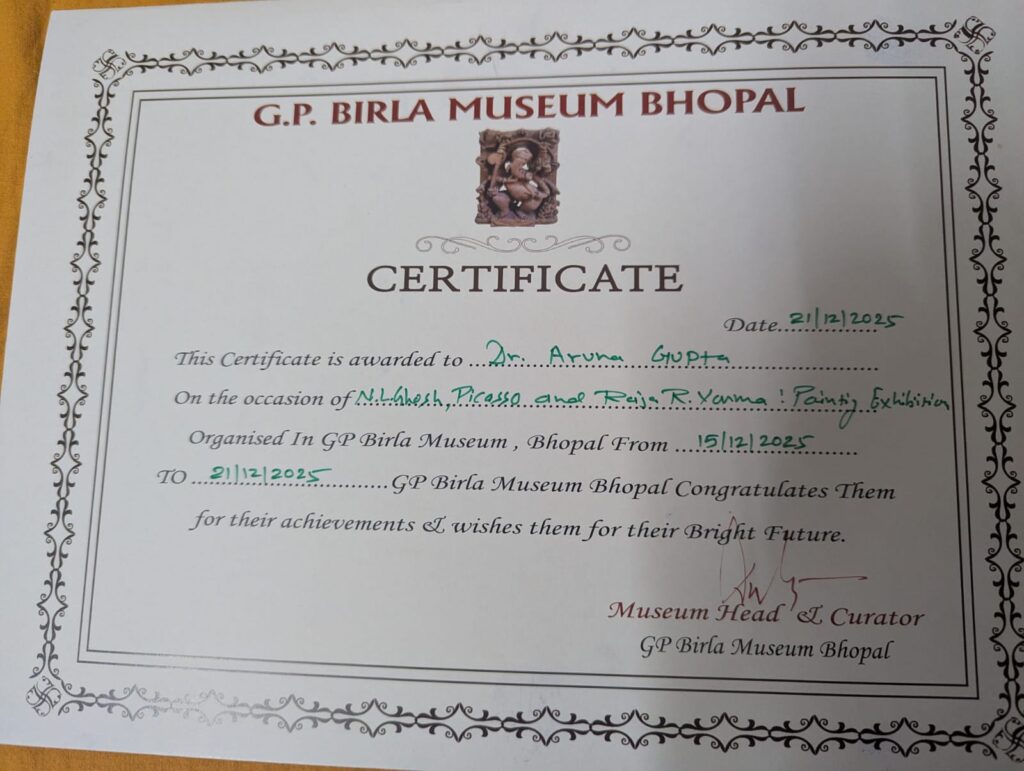 G.P. BIRLA MUSEUM BHOPAL
CERTIFICATE
Date..21/12/2025
This Certificate is awarded to ...Dr. Aruna Gupta..................
On the occasion of N.L.Ghosh, Picasso and Raja R. Varma : Painting Exhibition
Organised In GP Birla Museum , Bhopal From ...15/12/2025.......
TO ...21/12/2025..........GP Birla Museum Bhopal Congratulates Them
for their achievements & wishes them for their Bright Future.
Museum Head & Curator
GP Birla Museum Bhopal